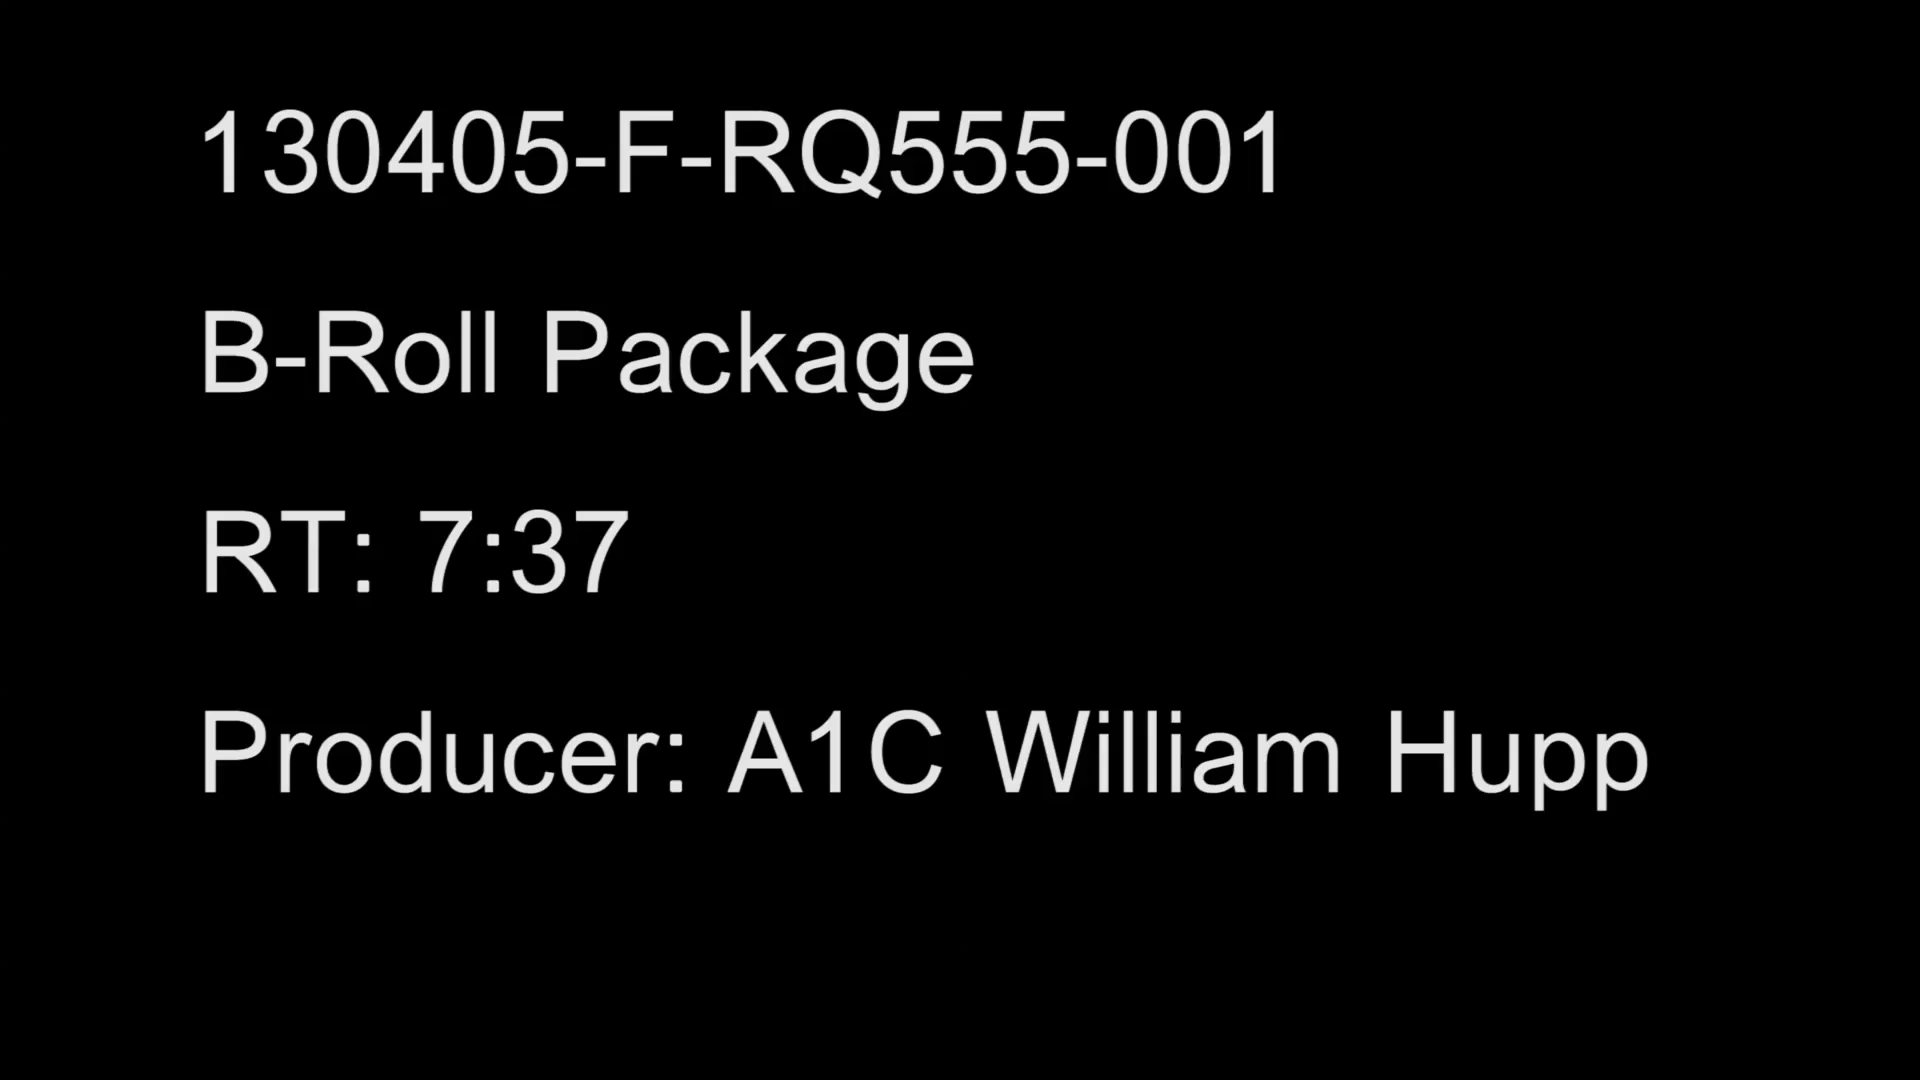 130405-F-RQ555-001
B-Roll Package
RT: 7:37
Producer: A1C William Hupp